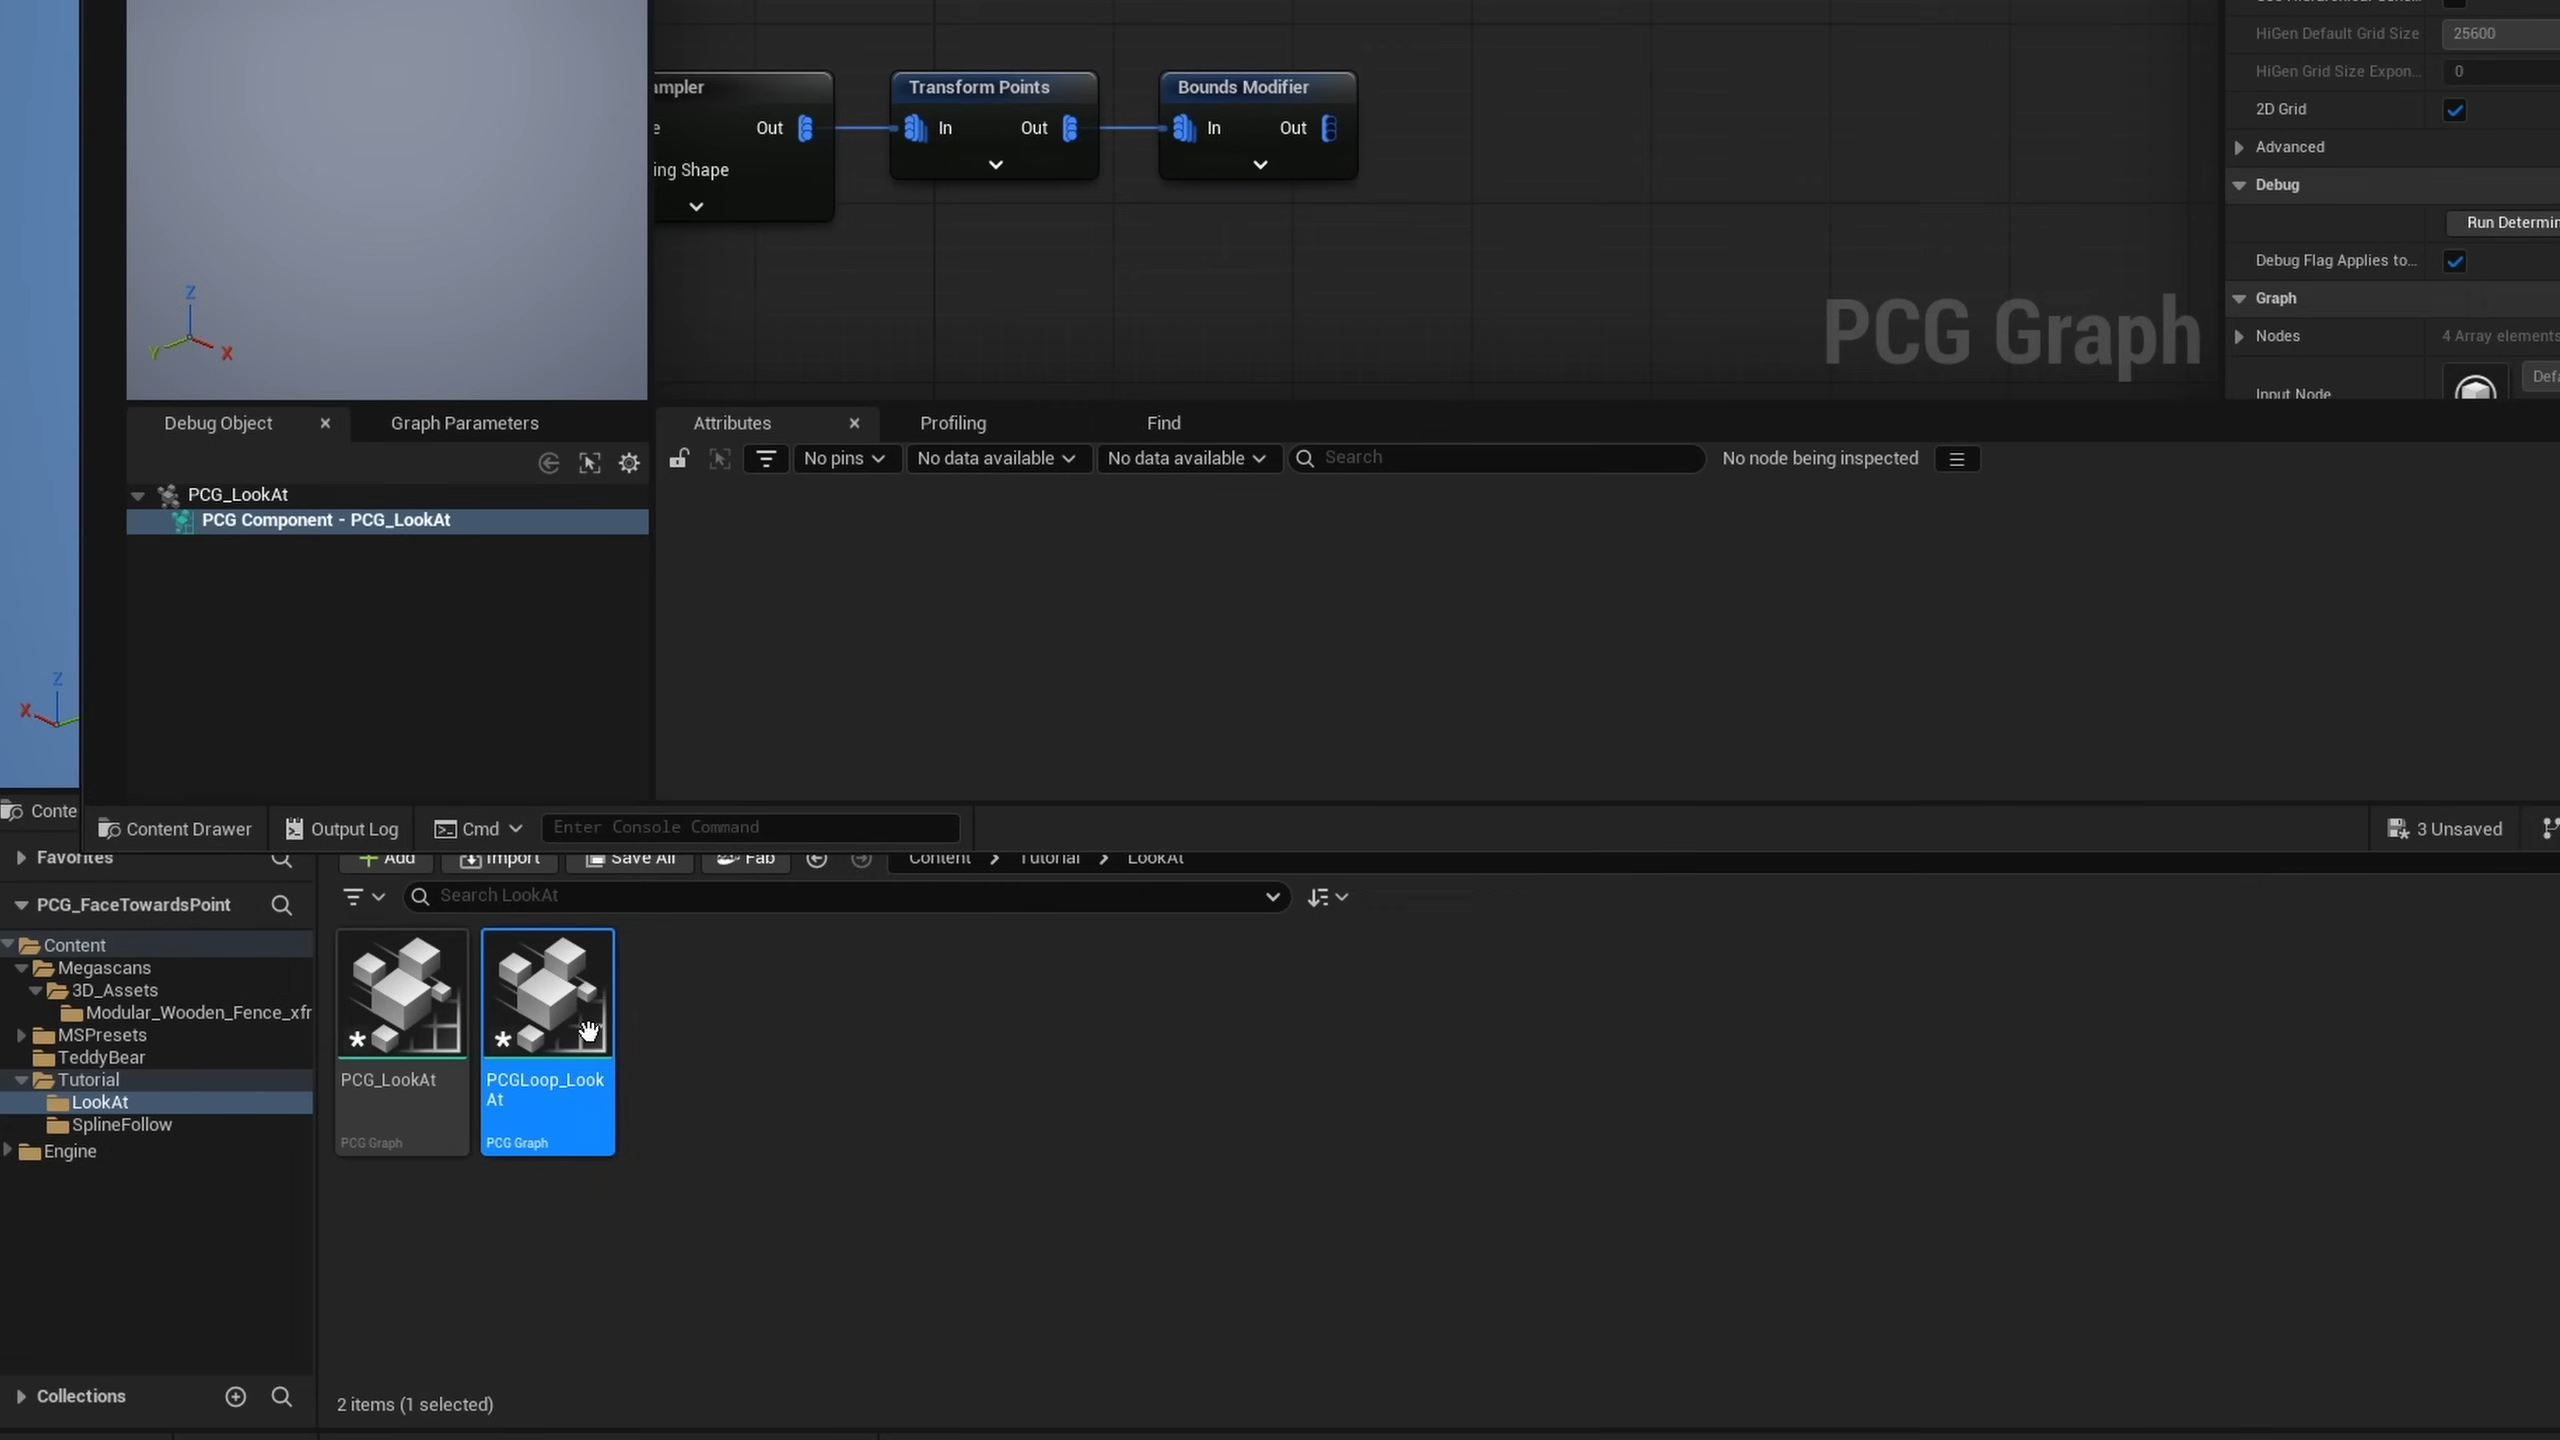 HiGen Default Grid Size
25600
HiGen Grid Size Expon...
0
2D Grid
Advanced
Debug
Run Determin
Debug Flag Applies to...
Graph
Nodes
4 Array elements
Input Node
Defa
ampler
Out
e
ing Shape
Transform Points
In
Out
Bounds Modifier
In
Out
PCG Graph
Z
Y
X
Debug Object
Graph Parameters
PCG_LookAt
PCG Component - PCG_LookAt
Attributes
Profiling
Find
No pins
No data available
No data available
Search
No node being inspected
Z
X
Conte
Content Drawer
Output Log
Cmd
Enter Console Command
3 Unsaved
Favorites
Add
Import
Save All
Fab
Content
Tutorial
LookAt
Search LookAt
PCG_FaceTowardsPoint
Content
Megascans
3D_Assets
Modular_Wooden_Fence_xfr
MSPresets
TeddyBear
Tutorial
LookAt
SplineFollow
Engine
PCG_LookAt
PCG Graph
PCGLoop_Look
At
PCG Graph
Collections
2 items (1 selected)